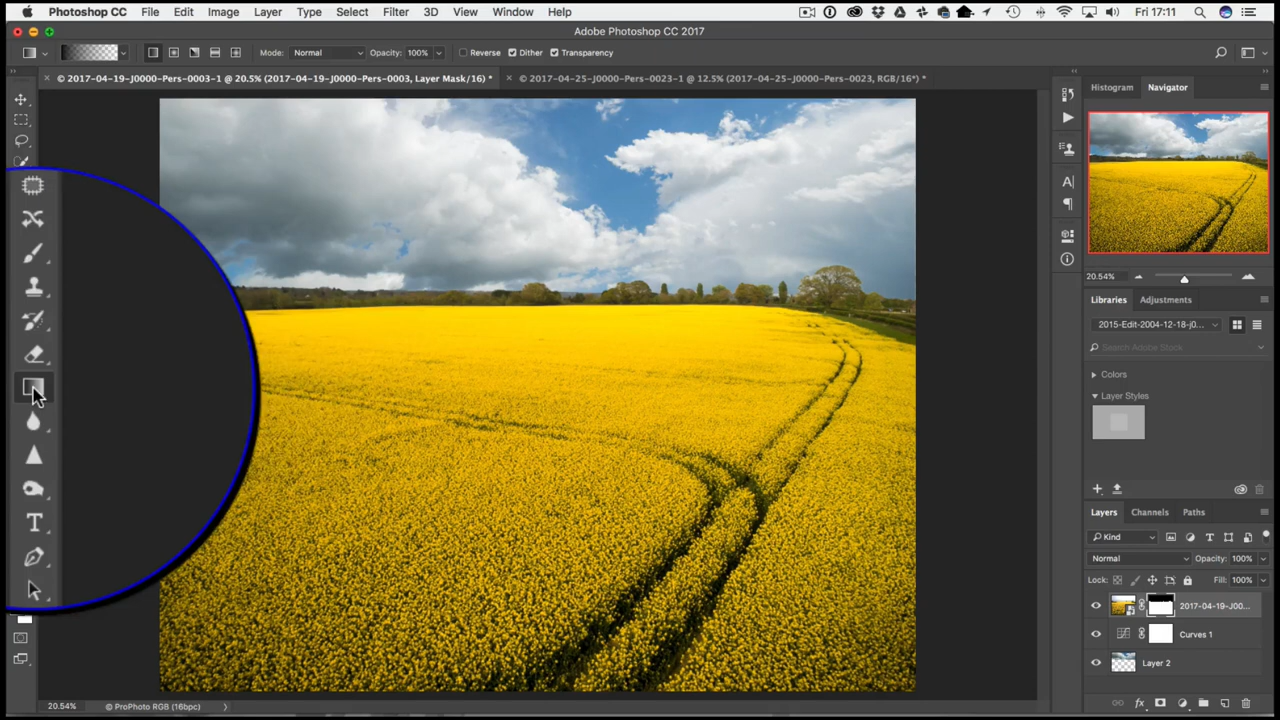 Photoshop CC File Edit Image Layer Type Select Filter 3D View Window Help Fri 17:11
Adobe Photoshop CC 2017
Mode: Normal Opacity: 100% Reverse Dither Transparency
© 2017-04-19-J0000-Pers-0003-1 @ 20.5% (2017-04-19-J0000-Pers-0003, Layer Mask/16) * © 2017-04-25-J0000-Pers-0023-1 @ 12.5% (2017-04-25-J0000-Pers-0023, RGB/16*) *
Histogram Navigator
20.54%
Libraries Adjustments
2015-Edit-2004-12-18-j0...
Search Adobe Stock
Colors
Layer Styles
Layers Channels Paths
Kind
Normal Opacity: 100%
Lock: Fill: 100%
2017-04-19-J00...
Curves 1
Layer 2
20.54% © ProPhoto RGB (16bpc)